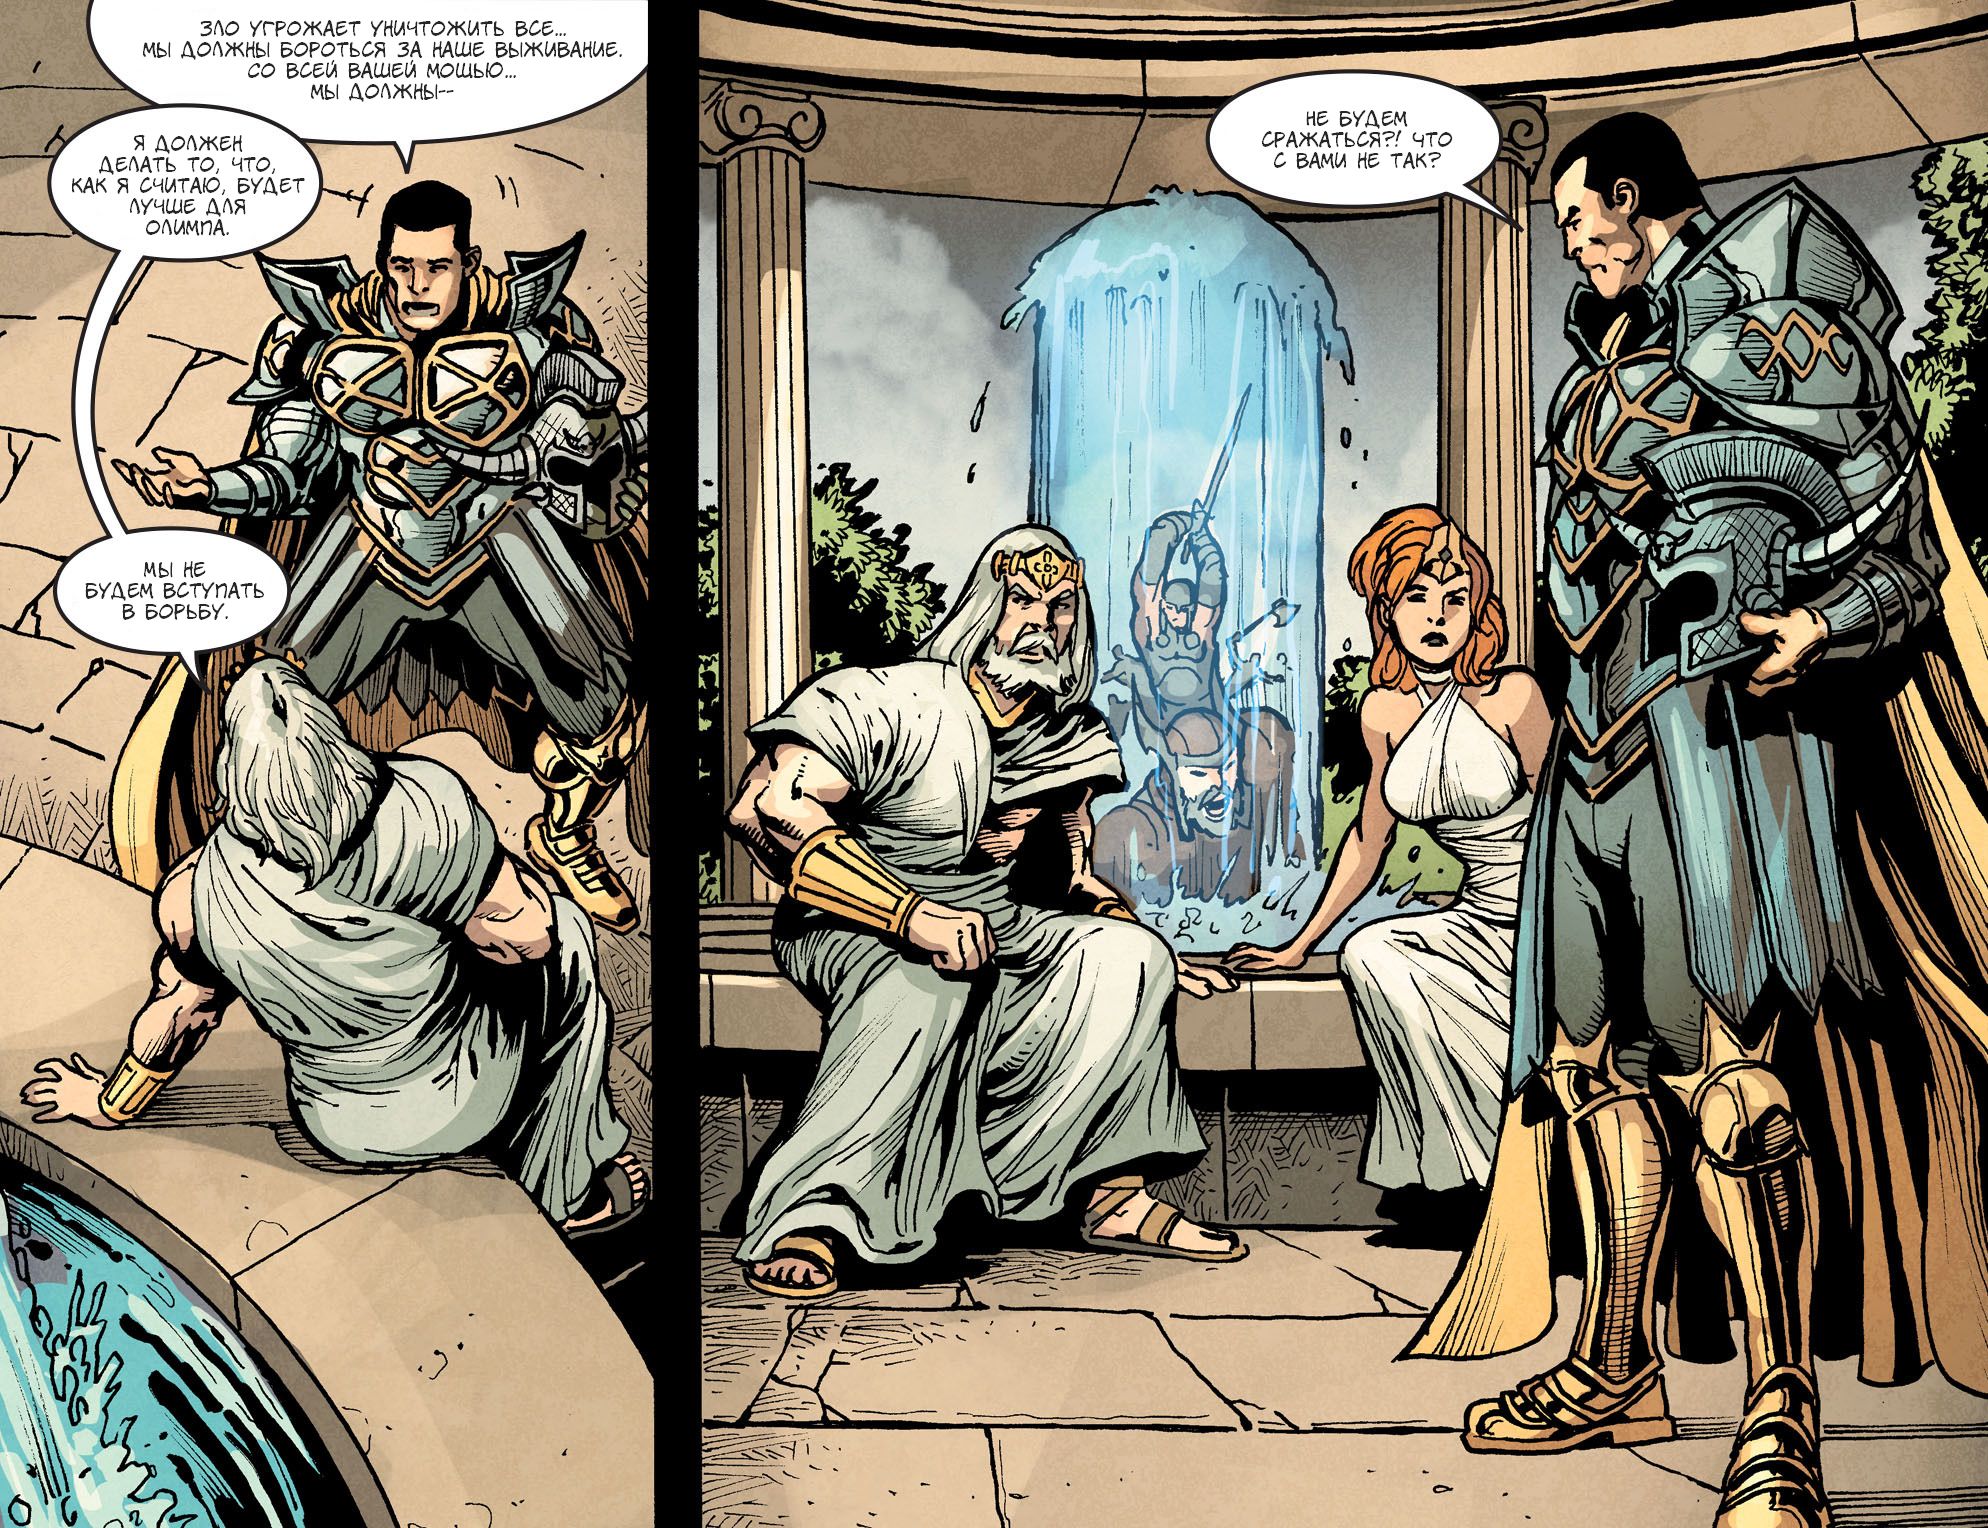 ЗЛО УГРОЖАЕТ УНИЧТОЖИТЬ ВСЕ...
МЫ ДОЛЖНЫ БОРОТЬСЯ ЗА НАШЕ ВЫЖИВАНИЕ.
СО ВСЕЙ ВАШЕЙ МОЩЬЮ...
МЫ ДОЛЖНЫ--
Я ДОЛЖЕН
ДЕЛАТЬ ТО, ЧТО,
КАК Я СЧИТАЮ, БУДЕТ
ЛУЧШЕ ДЛЯ
ОЛИМПА.
МЫ НЕ
БУДЕМ ВСТУПАТЬ
В БОРЬБУ.
НЕ БУДЕМ
СРАЖАТЬСЯ?! ЧТО
С ВАМИ НЕ ТАК?